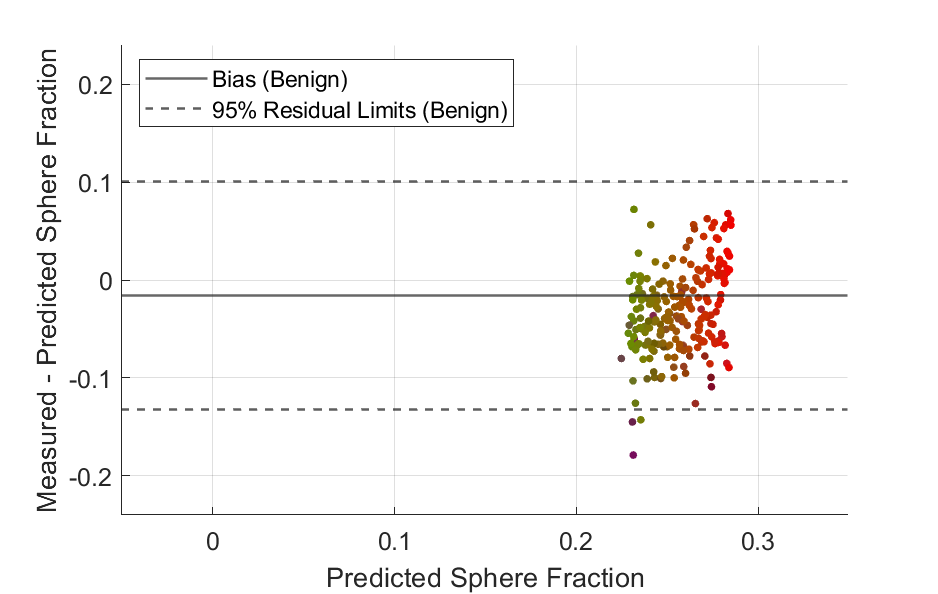 Measured - Predicted Sphere Fraction
0.2
0.1
0
-0.1
-0.2
Bias (Benign)
95% Residual Limits (Benign)
0
0.1
0.2
0.3
Predicted Sphere Fraction